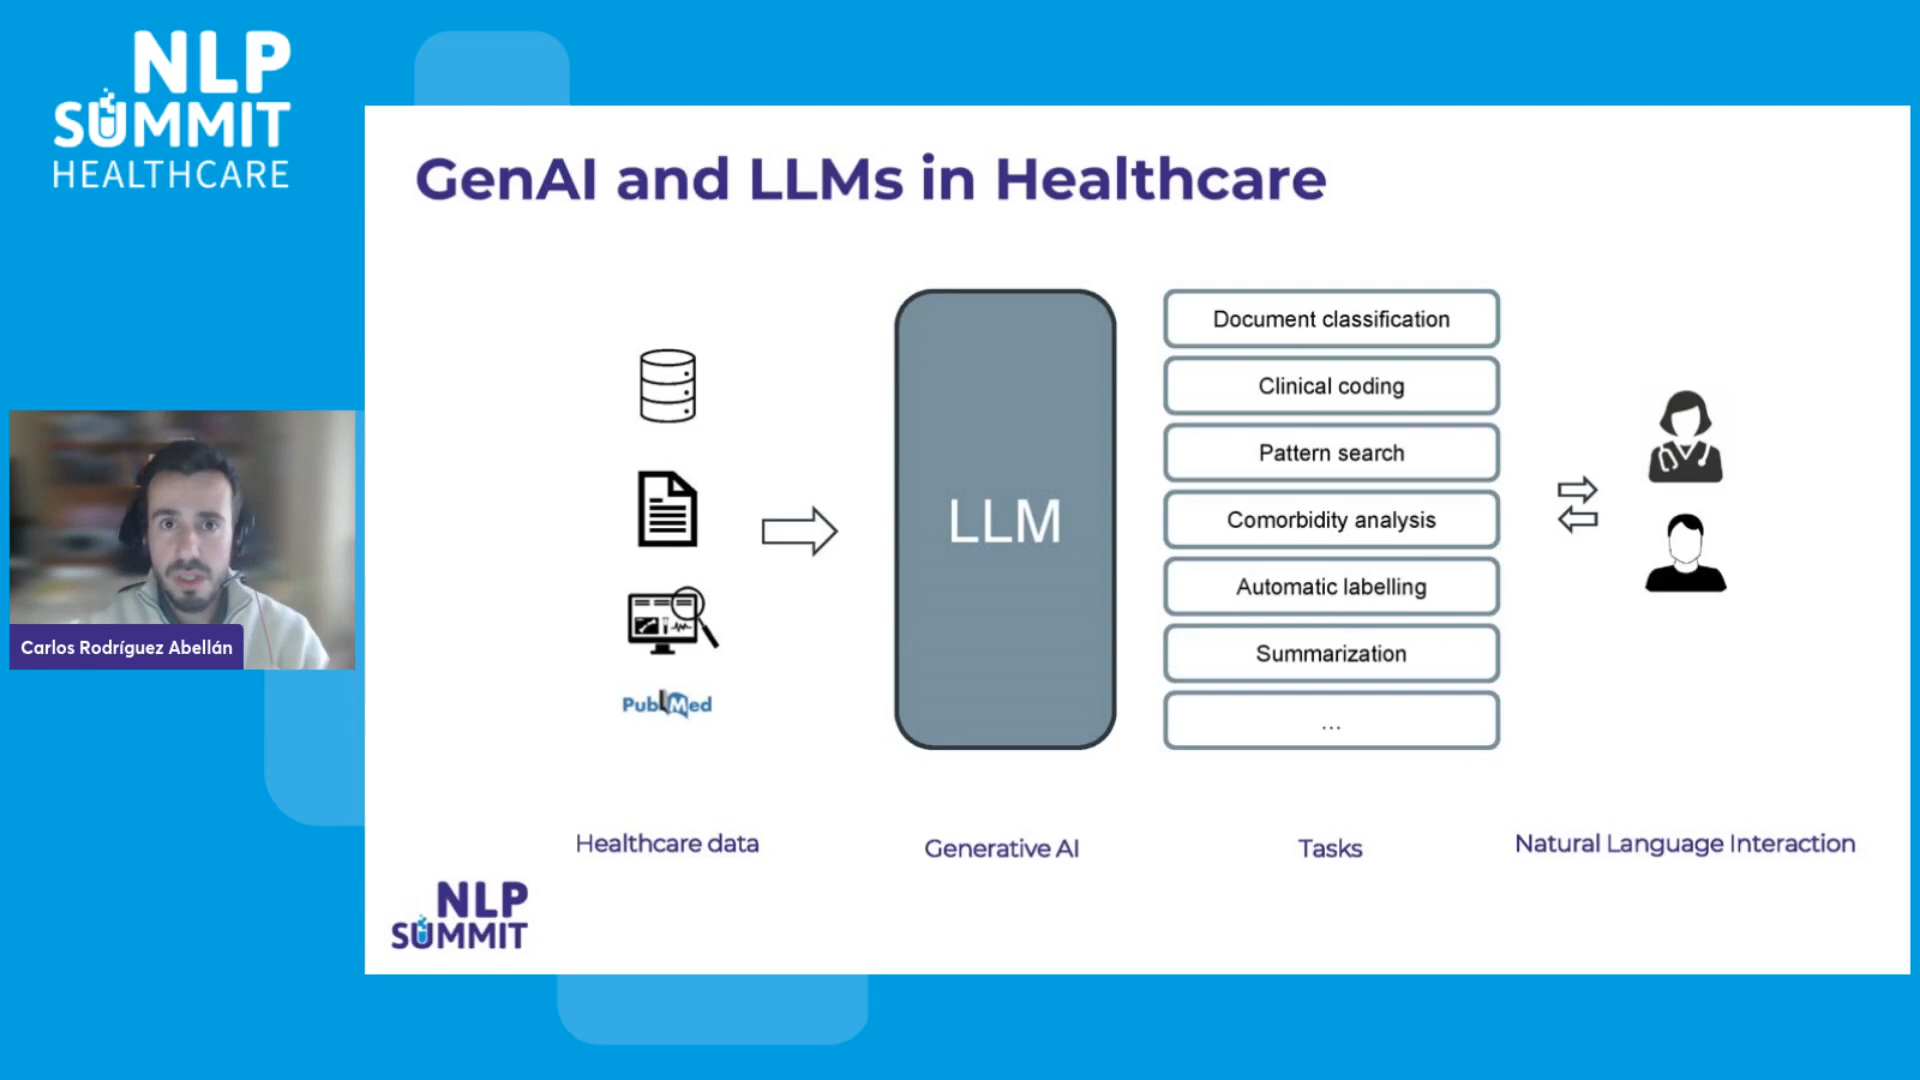 NLP
SUMMIT
HEALTHCARE
GenAI and LLMs in Healthcare
LLM
Document classification
Clinical coding
Pattern search
Comorbidity analysis
Automatic labelling
Summarization
...
PubMed
Carlos Rodríguez Abellán
Healthcare data
Generative AI
Tasks
Natural Language Interaction
NLP
SUMMIT